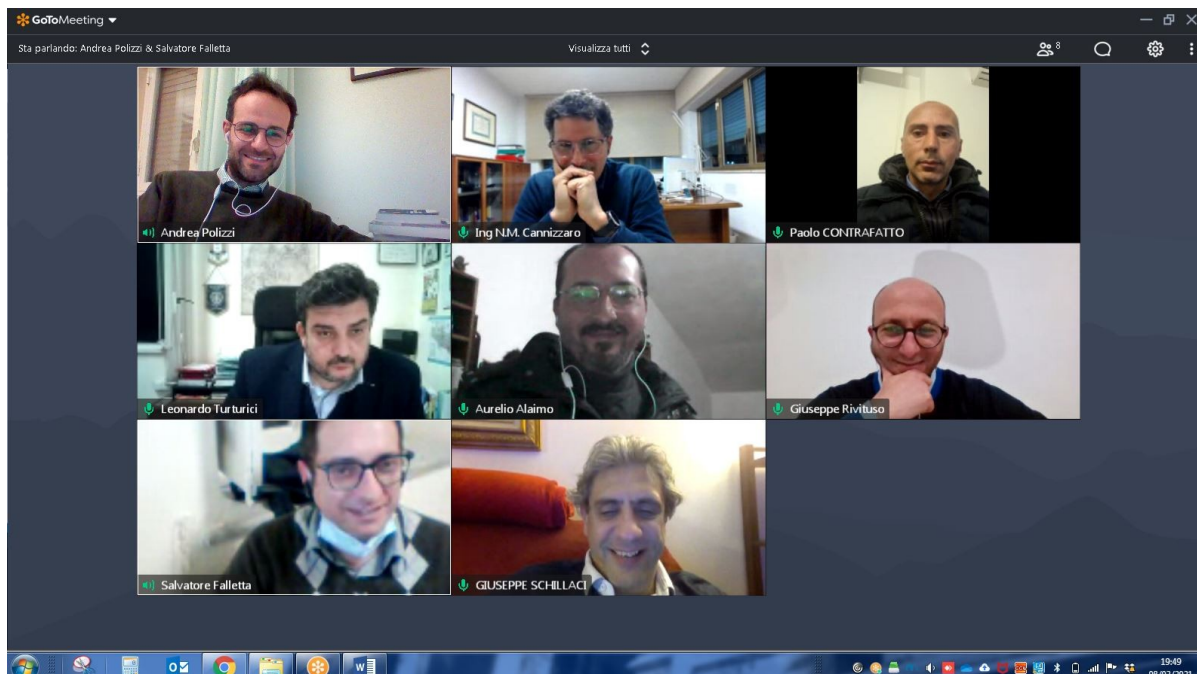 GoToMeeting
Sta parlando: Andrea Polizzi & Salvatore Falletta
Visualizza tutti
8
Andrea Polizzi
Ing N.M. Cannizzaro
Paolo CONTRAFATTO
Leonardo Turturici
Aurelio Alaimo
Giuseppe Rivituso
Salvatore Falletta
GIUSEPPE SCHILLACI
19:49